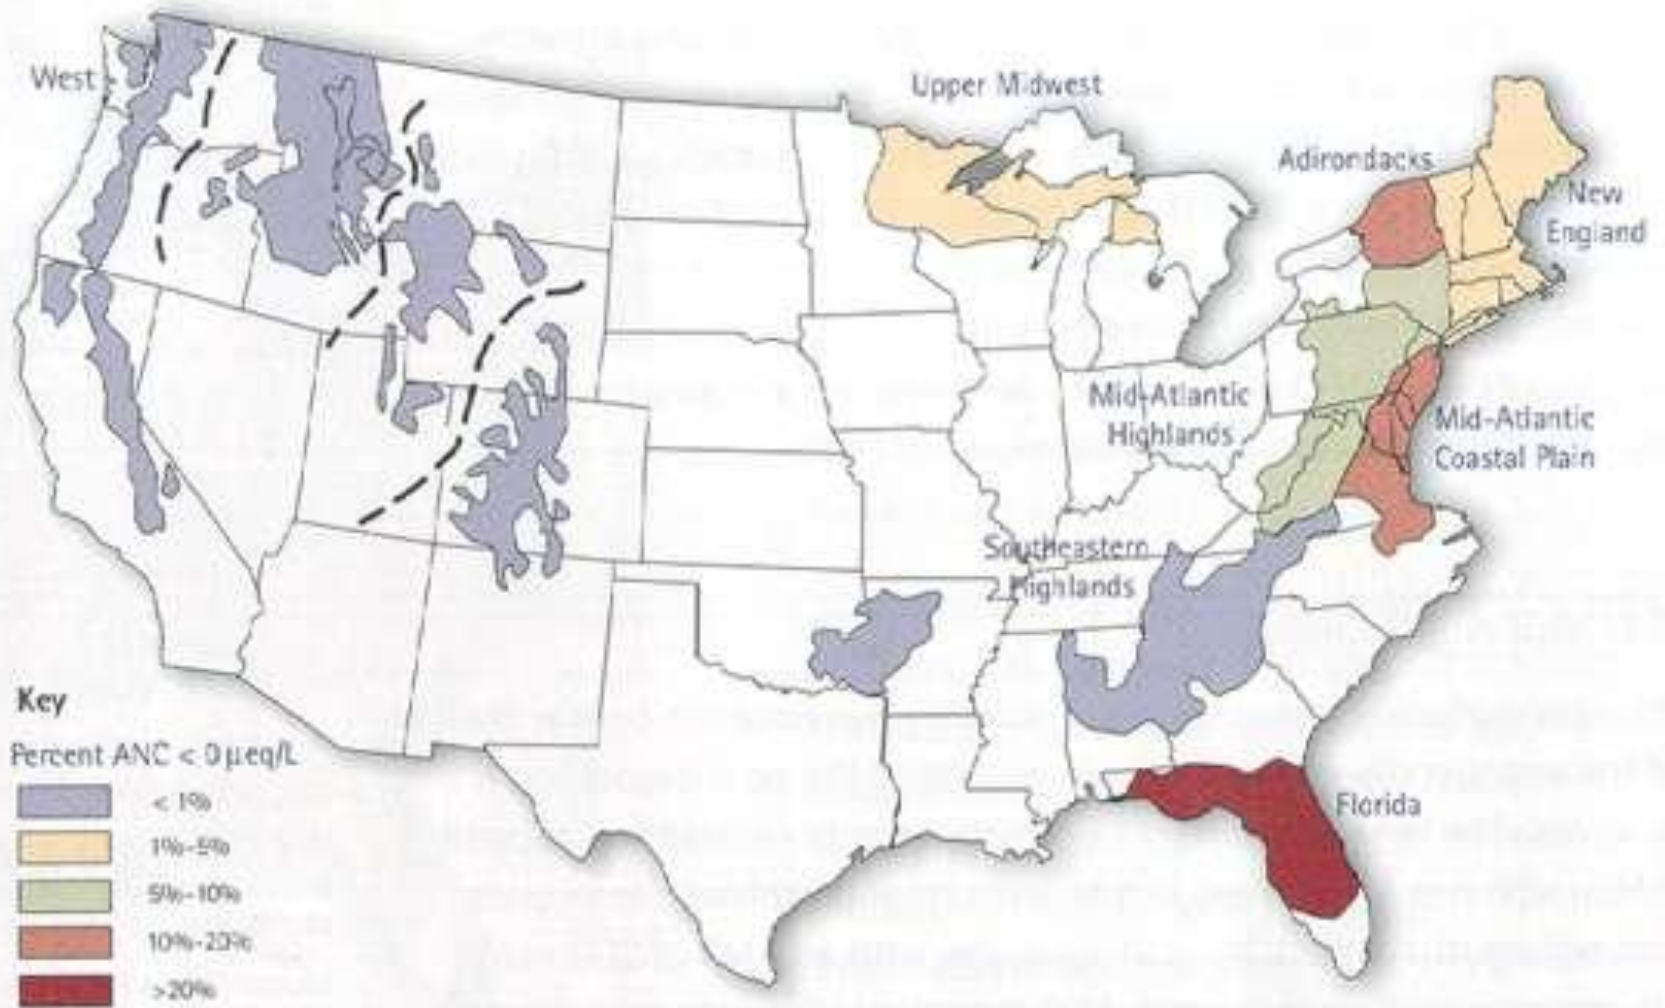 West
Upper Midwest
Adirondacks
New
England
Mid-Atlantic
Highlands
Mid-Atlantic
Coastal Plain
Southeastern
Highlands
Florida
Key
Percent ANC < 0 µeq/L
< 1%
1%-5%
5%-10%
10%-20%
>20%